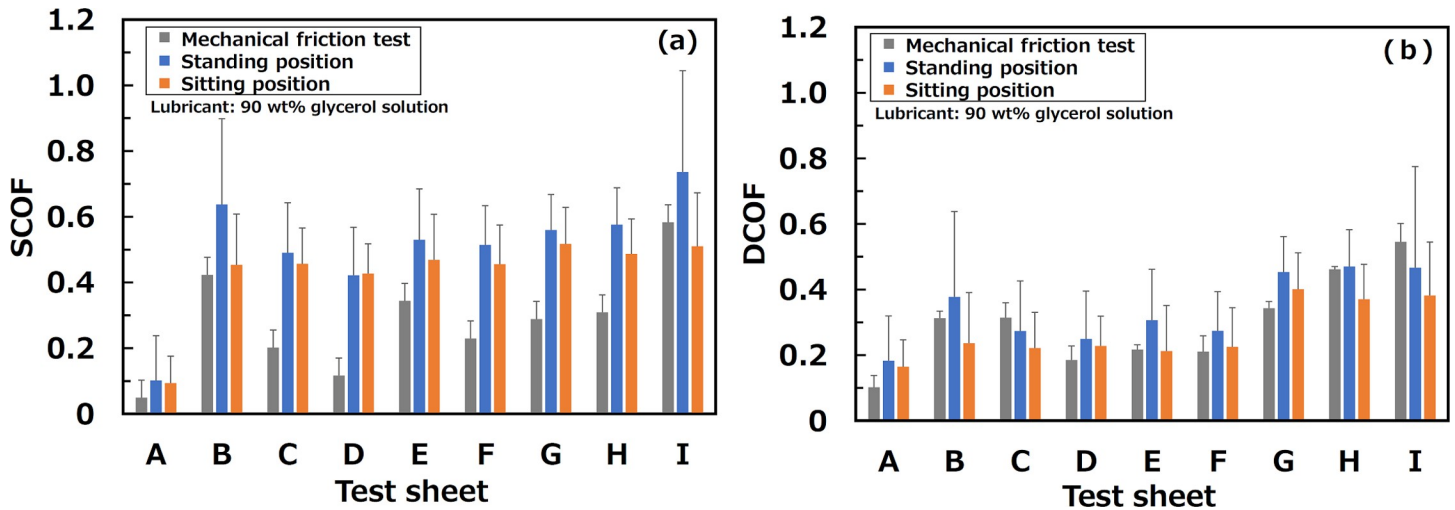 1.2
1.0
0.8
0.6
0.4
0.2
0
SCOF
Mechanical friction test
Standing position
Sitting position
Lubricant: 90 wt% glycerol solution
(a)
A B C D E F G H I
Test sheet
1.2
1.0
0.8
0.6
0.4
0.2
0
DCOF
Mechanical friction test
Standing position
Sitting position
Lubricant: 90 wt% glycerol solution
(b)
A B C D E F G H I
Test sheet